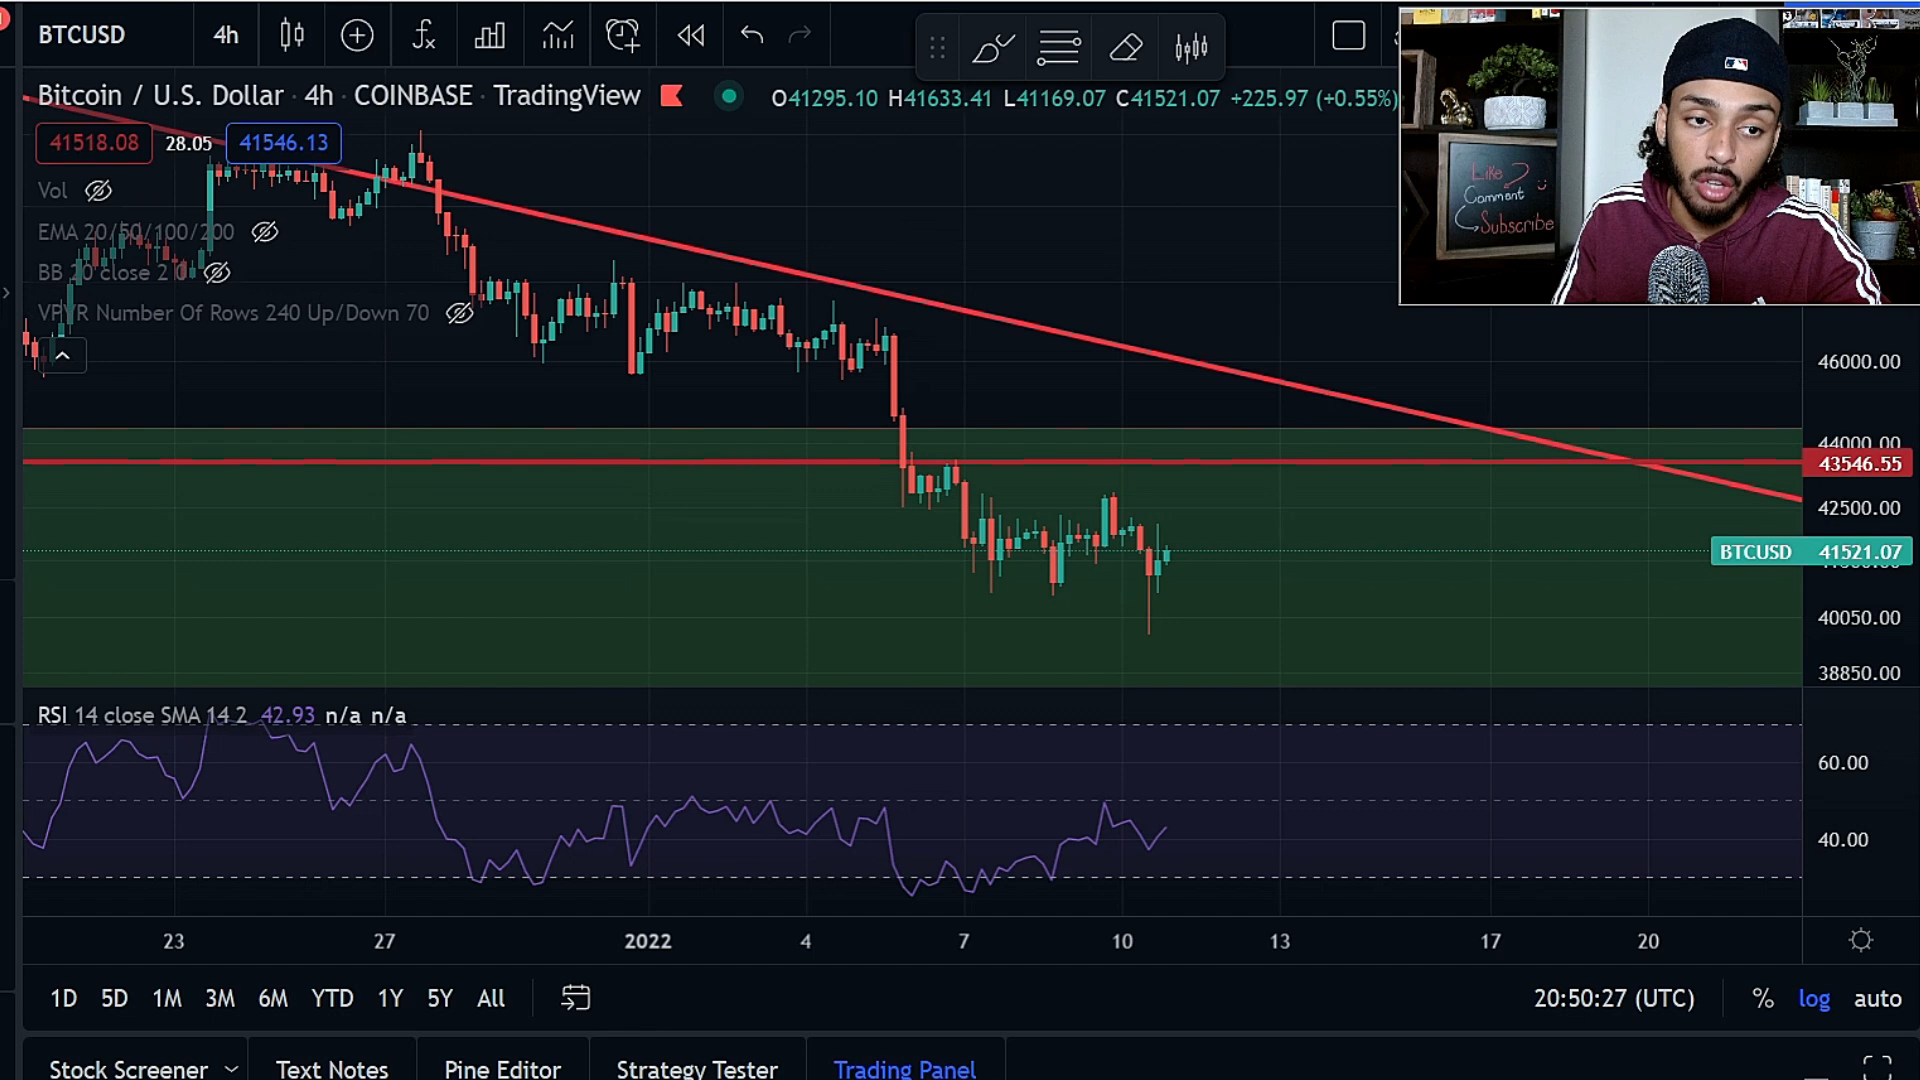 BTCUSD 4h
Bitcoin / U.S. Dollar · 4h · COINBASE · TradingView O41295.10 H41633.41 L41169.07 C41521.07 +225.97 (+0.55%)
41518.08 28.05 41546.13
Vol
EMA 20/50/100/200
BB 20 close 2 0
VPVR Number Of Rows 240 Up/Down 70
Like
Comment
Subscribe
46000.00
44000.00
43546.55
42500.00
BTCUSD 41521.07
40050.00
38850.00
RSI 14 close SMA 14 2 42.93 n/a n/a
60.00
40.00
23 27 2022 4 7 10 13 17 20
1D 5D 1M 3M 6M YTD 1Y 5Y All 20:50:27 (UTC) % log auto
Stock Screener Text Notes Pine Editor Strategy Tester Trading Panel